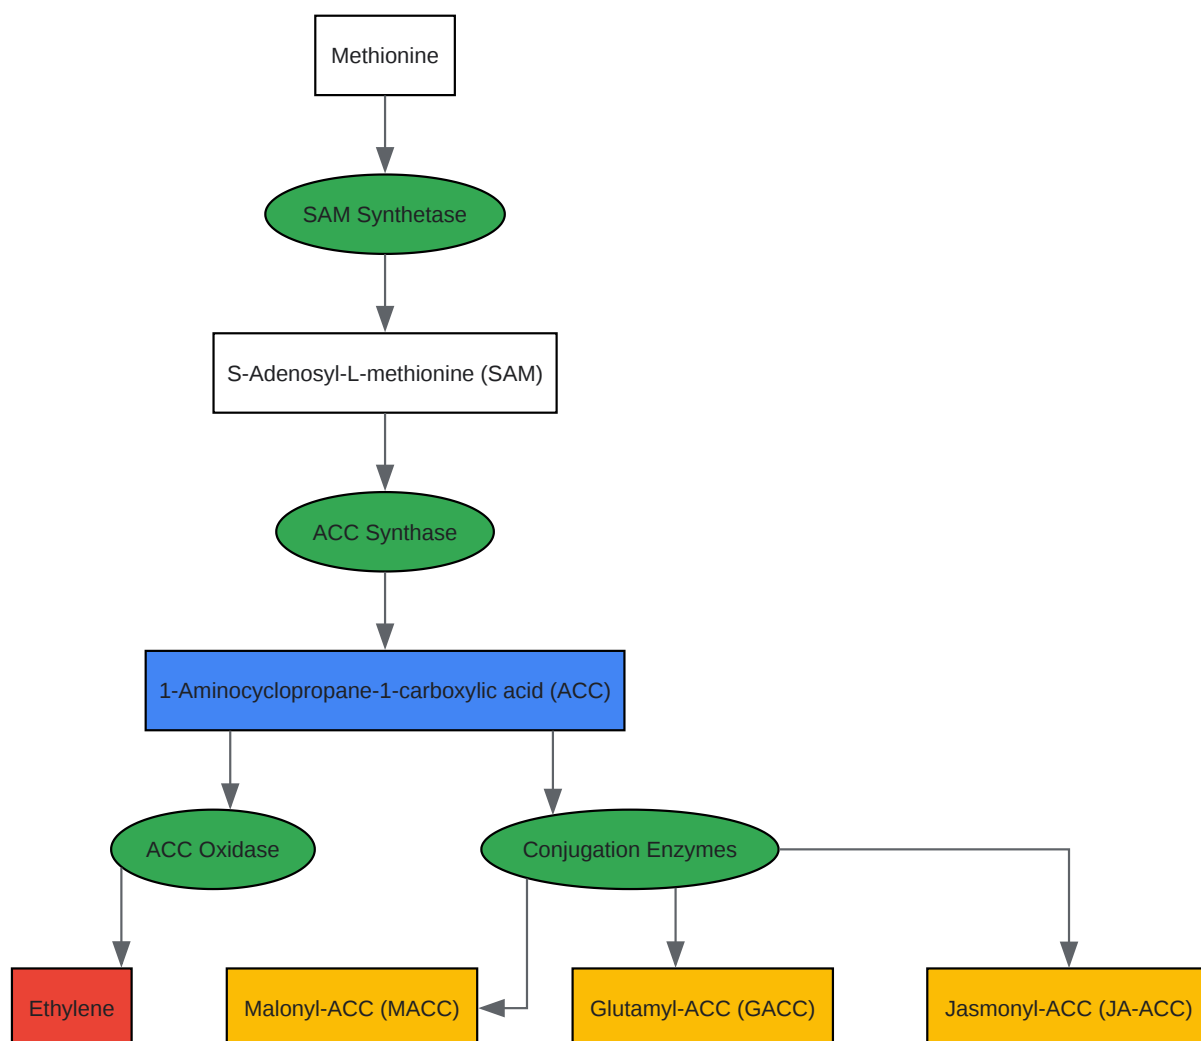 Methionine
SAM Synthetase
S-Adenosyl-L-methionine (SAM)
ACC Synthase
1-Aminocyclopropane-1-carboxylic acid (ACC)
ACC Oxidase
Conjugation Enzymes
Ethylene
Malonyl-ACC (MACC)
Glutamyl-ACC (GACC)
Jasmonyl-ACC (JA-ACC)